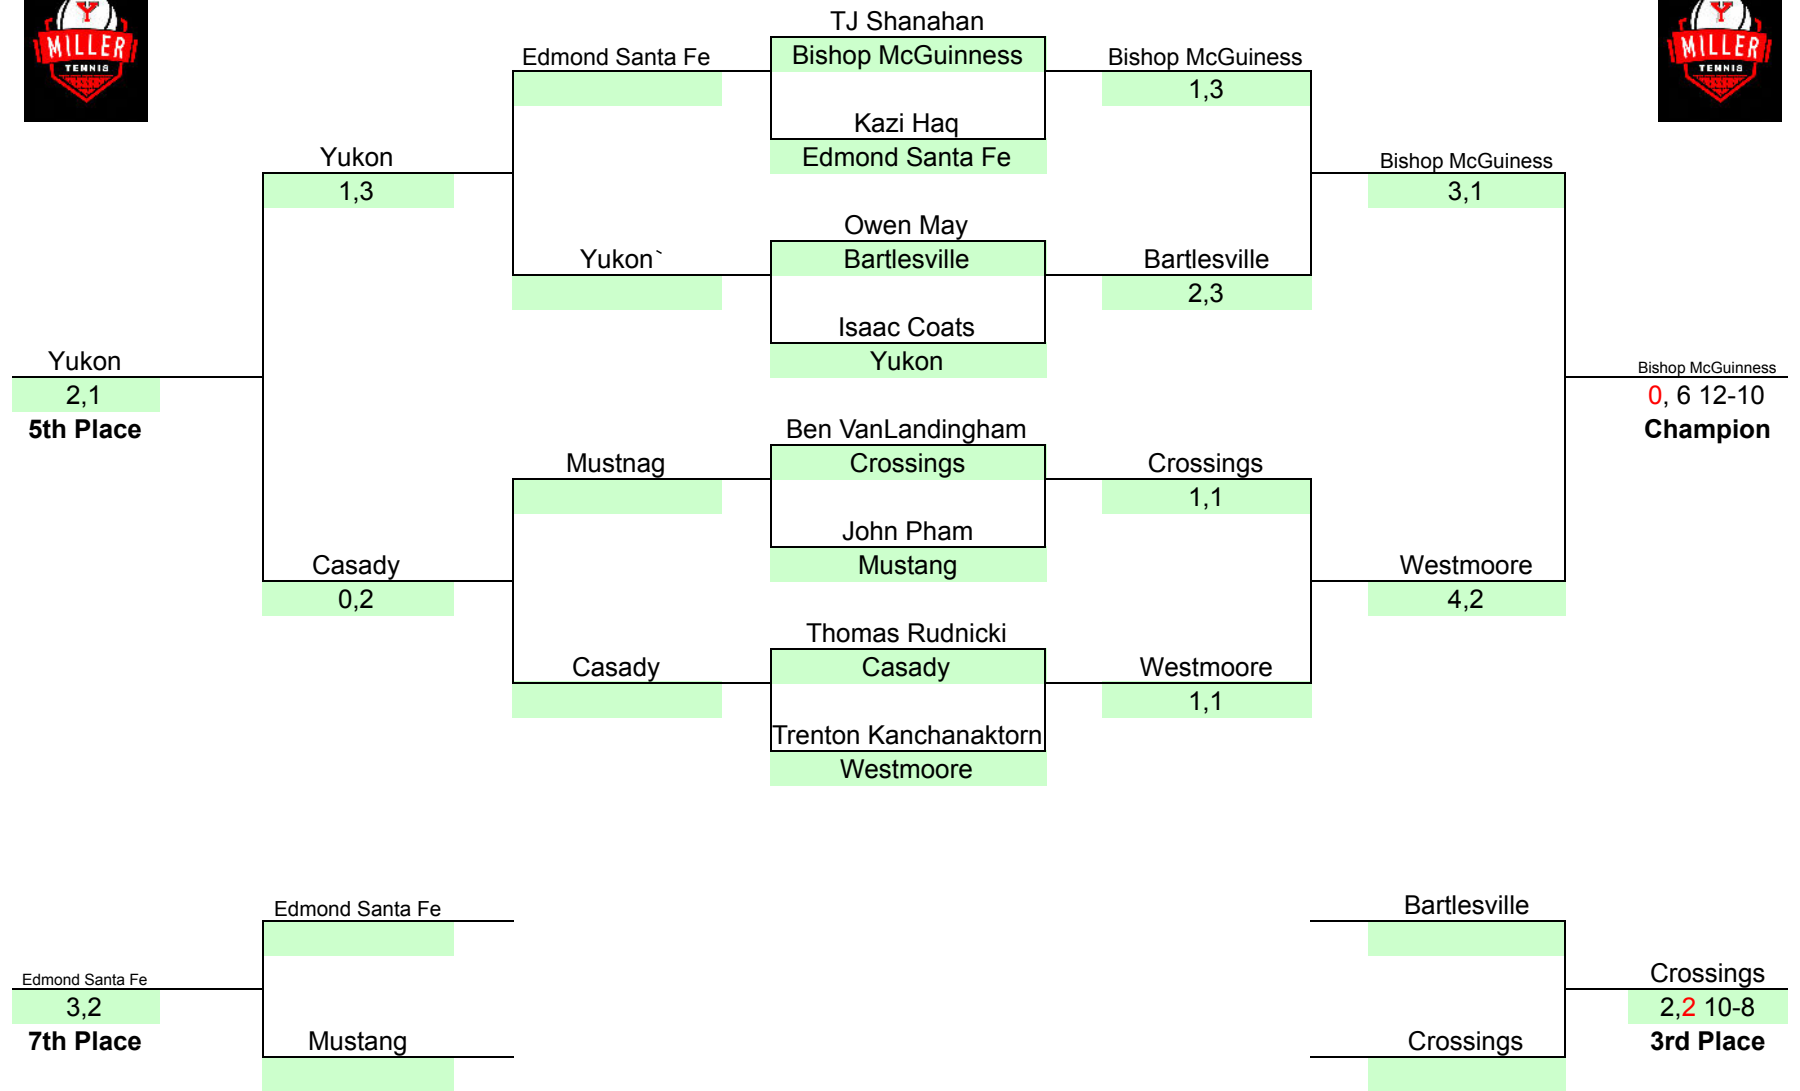 Y
MILLER
TENNIS
Y
MILLER
TENNIS
TJ Shanahan
Edmond Santa Fe
Bishop McGuinness
Bishop McGuiness
1,3
Kazi Haq
Yukon
Edmond Santa Fe
Bishop McGuiness
1,3
3,1
Owen May
Yukon`
Bartlesville
Bartlesville
2,3
Isaac Coats
Yukon
Yukon
Bishop McGuinness
2,1
0, 6 12-10
5th Place
Champion
Ben VanLandingham
Mustnag
Crossings
Crossings
1,1
John Pham
Casady
Mustang
Westmoore
0,2
4,2
Thomas Rudnicki
Casady
Casady
Westmoore
1,1
Trenton Kanchanaktorn
Westmoore
Edmond Santa Fe
Bartlesville
Edmond Santa Fe
Crossings
3,2
2,2 10-8
7th Place
Mustang
Crossings
3rd Place